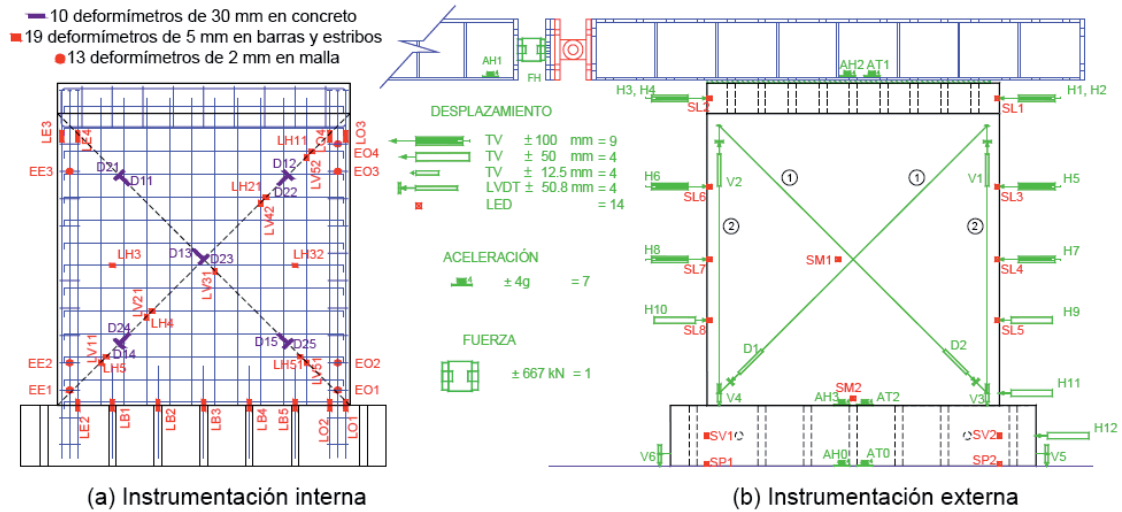 10 deformímetros de 30 mm en concreto
19 deformímetros de 5 mm en barras y estribos
13 deformímetros de 2 mm en malla
LE3
LE4
LH11
LO4
LO3
D21
D11
D12
LV52
EO4
EE3
EO3
LH21
D22
LV42
D13
D23
LH3
LH32
LV31
LV21
LH4
D24
D14
D15
D25
LV11
LH5
LH51
LV51
EE2
EO2
EE1
EO1
LE2
LB1
LB2
LB3
LB4
LB5
LO2
LO1
(a) Instrumentación interna
DESPLAZAMIENTO
TV ± 100 mm = 9
TV ± 50 mm = 4
TV ± 12.5 mm = 4
LVDT ± 50.8 mm = 4
LED = 14
ACELERACIÓN
± 4g = 7
FUERZA
± 667 kN = 1
AH1
FH
AH2 AT1
H3, H4
SL2
H1, H2
SL1
1
1
V2
V1
H6
SL6
H5
SL3
2
2
H8
SL7
SM1
H7
SL4
H10
SL8
H9
SL5
D1
D2
V4
V3
H11
SM2
AH3
AT2
SV1
SV2
H12
V6
SP1
AH0
AT0
SP2
V5
(b) Instrumentación externa